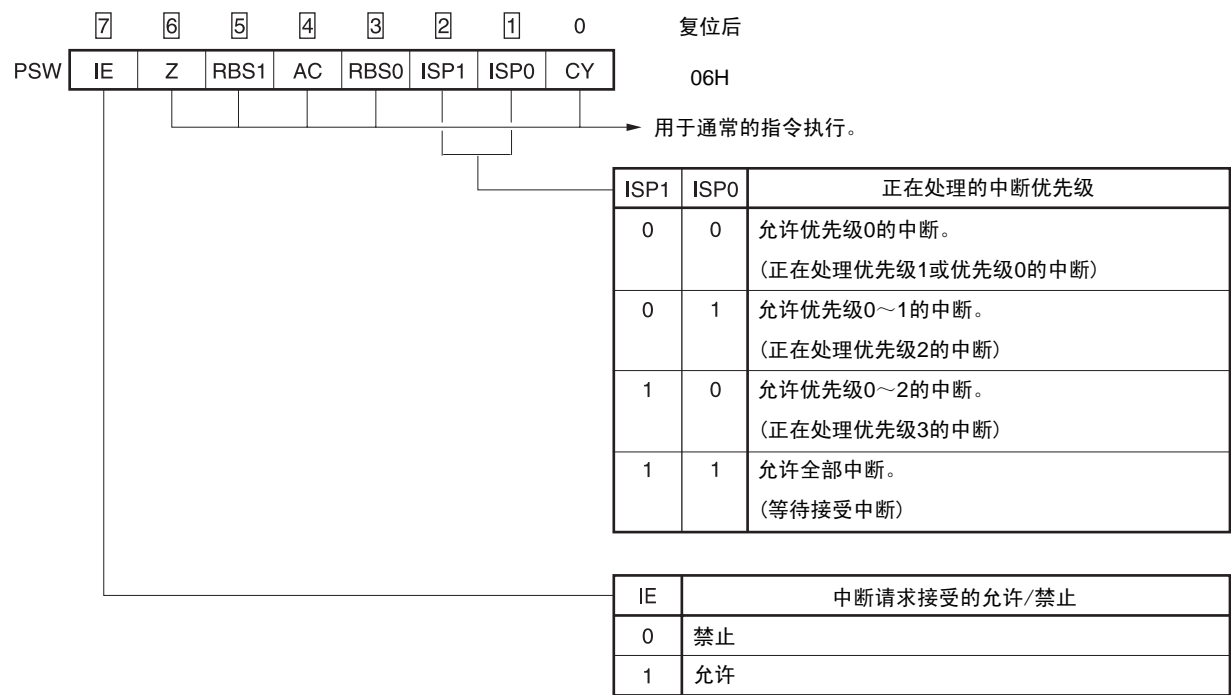 7 6 5 4 3 2 1 0 复位后
PSW IE Z RBS1 AC RBS0 ISP1 ISP0 CY 06H
用于通常的指令执行。
ISP1 ISP0 正在处理的中断优先级
0 0 允许优先级0的中断。
(正在处理优先级1或优先级0的中断)
0 1 允许优先级0～1的中断。
(正在处理优先级2的中断)
1 0 允许优先级0～2的中断。
(正在处理优先级3的中断)
1 1 允许全部中断。
(等待接受中断)
IE 中断请求接受的允许/禁止
0 禁止
1 允许